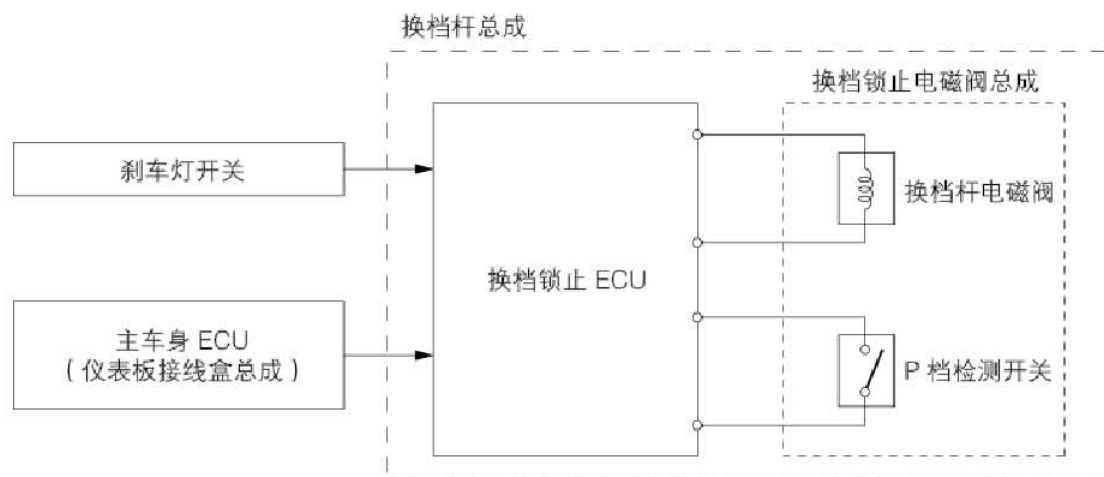 换档杆总成
换档锁止电磁阀总成
刹车灯开关
换档杆电磁阀
换档锁止 ECU
主车身 ECU
（仪表板接线盒总成）
P 档检测开关